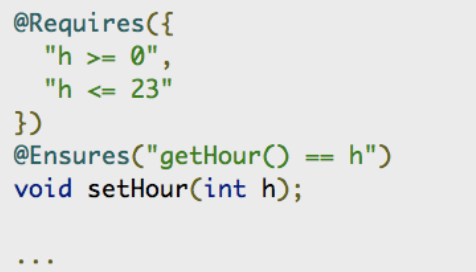 @Requires({
"h >= 0",
"h <= 23"
})
@Ensures("getHour() == h")
void setHour(int h);
...